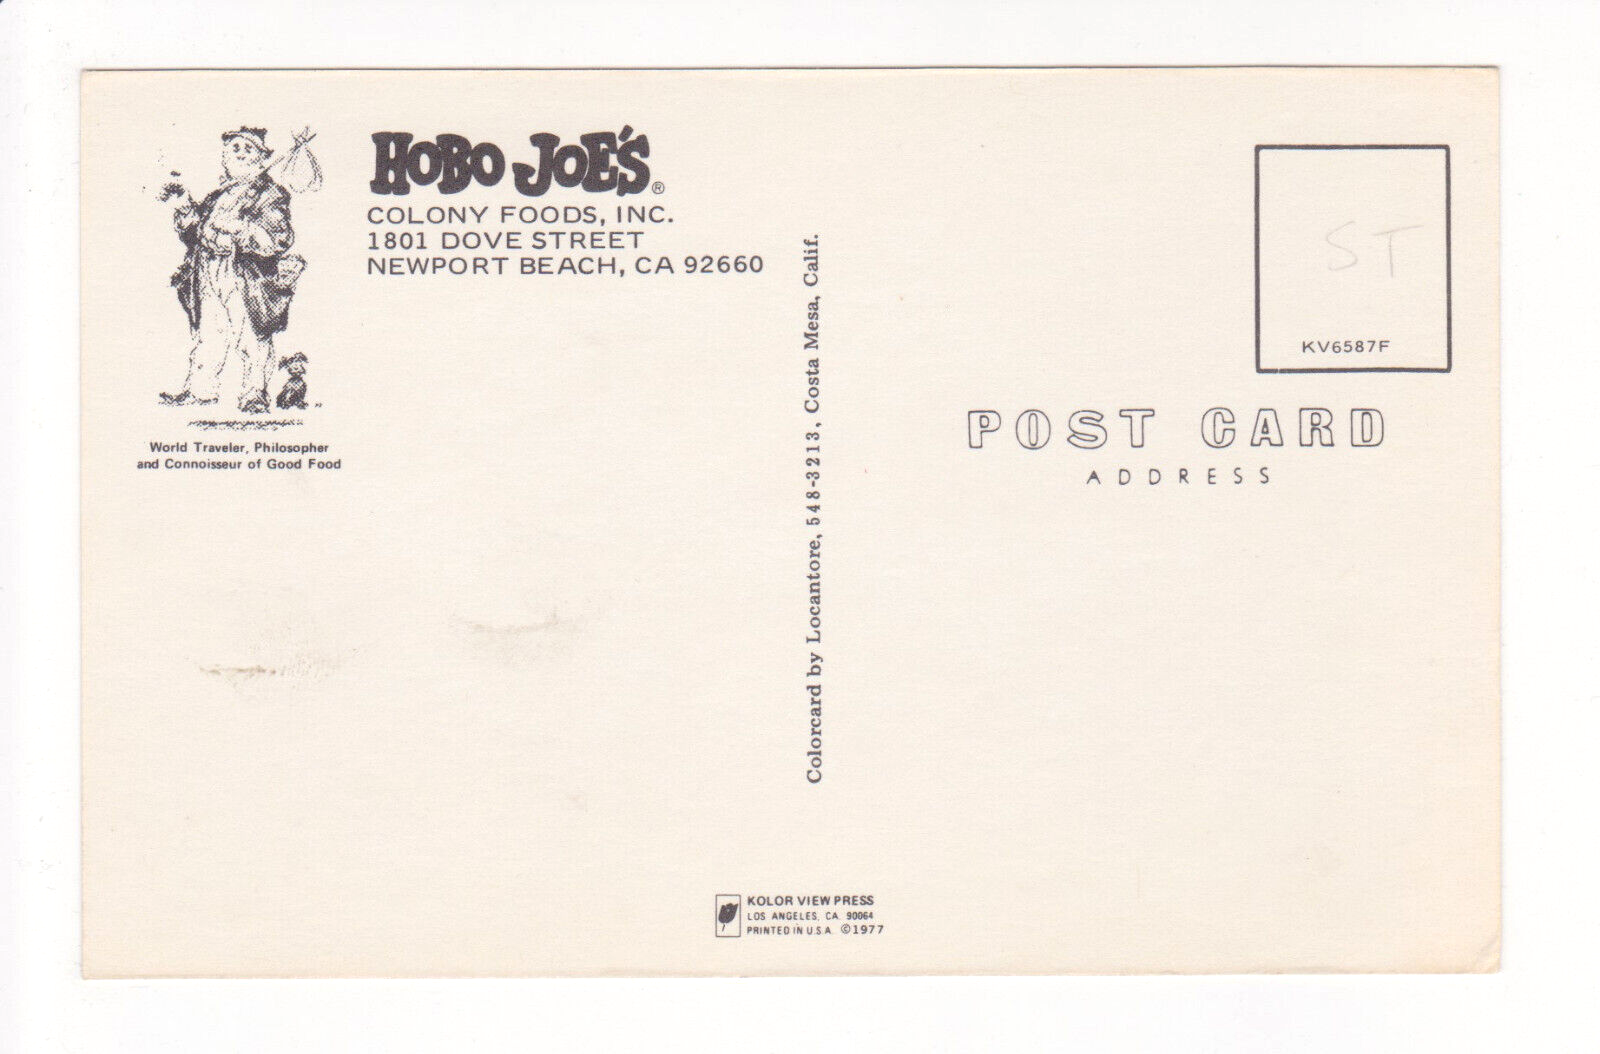 HOBO JOE'S®
COLONY FOODS, INC.
1801 DOVE STREET
NEWPORT BEACH, CA 92660
World Traveler, Philosopher
and Connoisseur of Good Food
Colorcard by Locantore, 548-3213, Costa Mesa, Calif.
ST
KV6587F
POST CARD
ADDRESS
KOLOR VIEW PRESS
LOS ANGELES, CA 90064
PRINTED IN U.S.A. ©1977